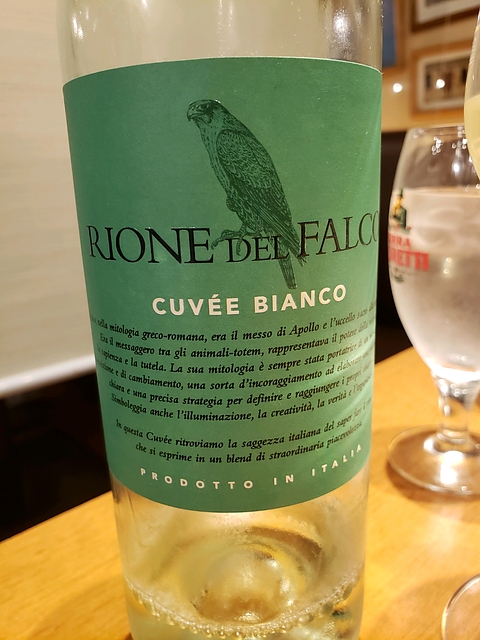 RIONE DEL FALCO
CUVÉE BIANCO
nella mitologia greco-romana, era il messo di Apollo e l'uccello
Era il messaggero tra gli animali-totem, rappresentava il potere
sapienza e la tutela. La sua mitologia è sempre stata portatrice di
e di cambiamento, una sorta d'incoraggiamento ad elaborare
chiara e una precisa strategia per definire e raggiungere i
Simboleggia anche l'illuminazione, la creatività, la verità e
In questa Cuvée ritroviamo la saggezza italiana del saper
che si esprime in un blend di straordinaria piacevolezza.
PRODOTTO IN ITALIA